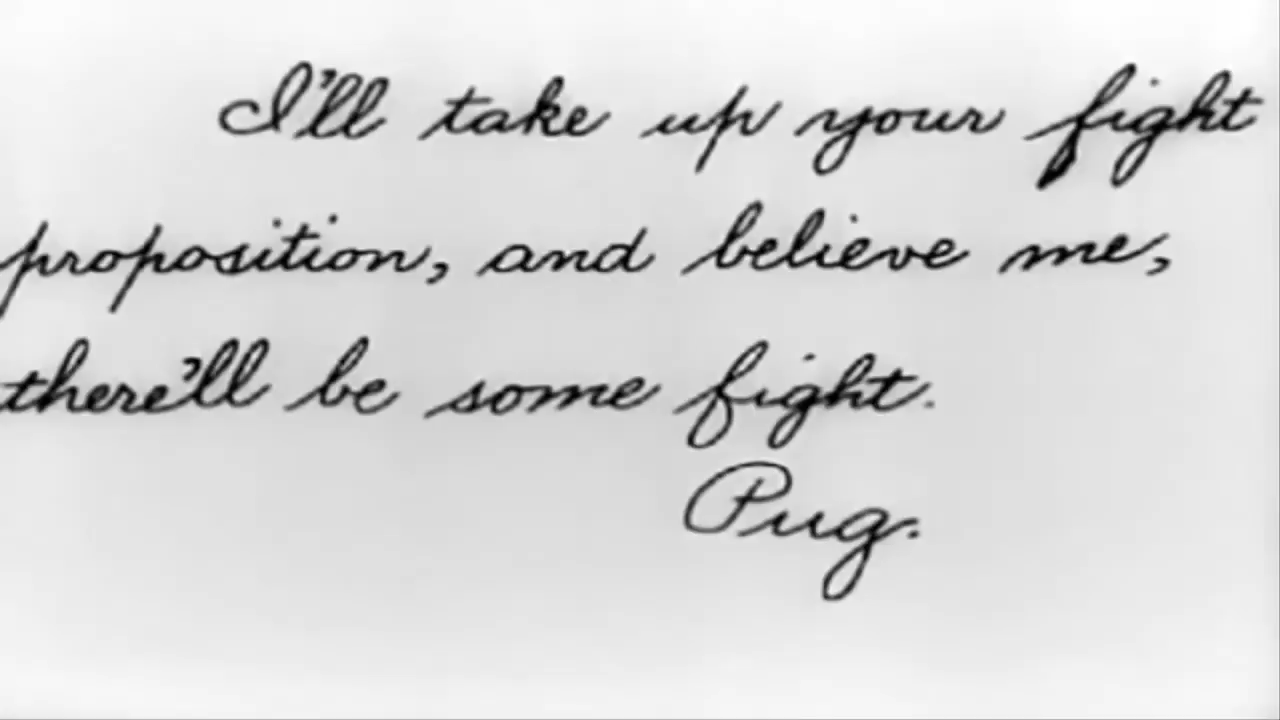 I'll take up your fight
proposition, and believe me,
there'll be some fight.
Pug.